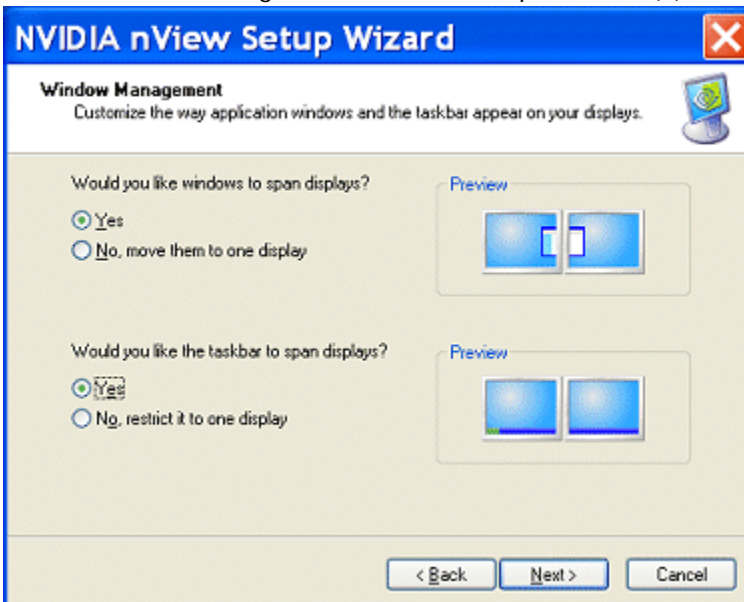 NVIDIA nView Setup Wizard
Window Management
Customize the way application windows and the taskbar appear on your displays.
Would you like windows to span displays?
Preview
Yes
No, move them to one display
Would you like the taskbar to span displays?
Preview
Yes
No, restrict it to one display
< Back
Next >
Cancel